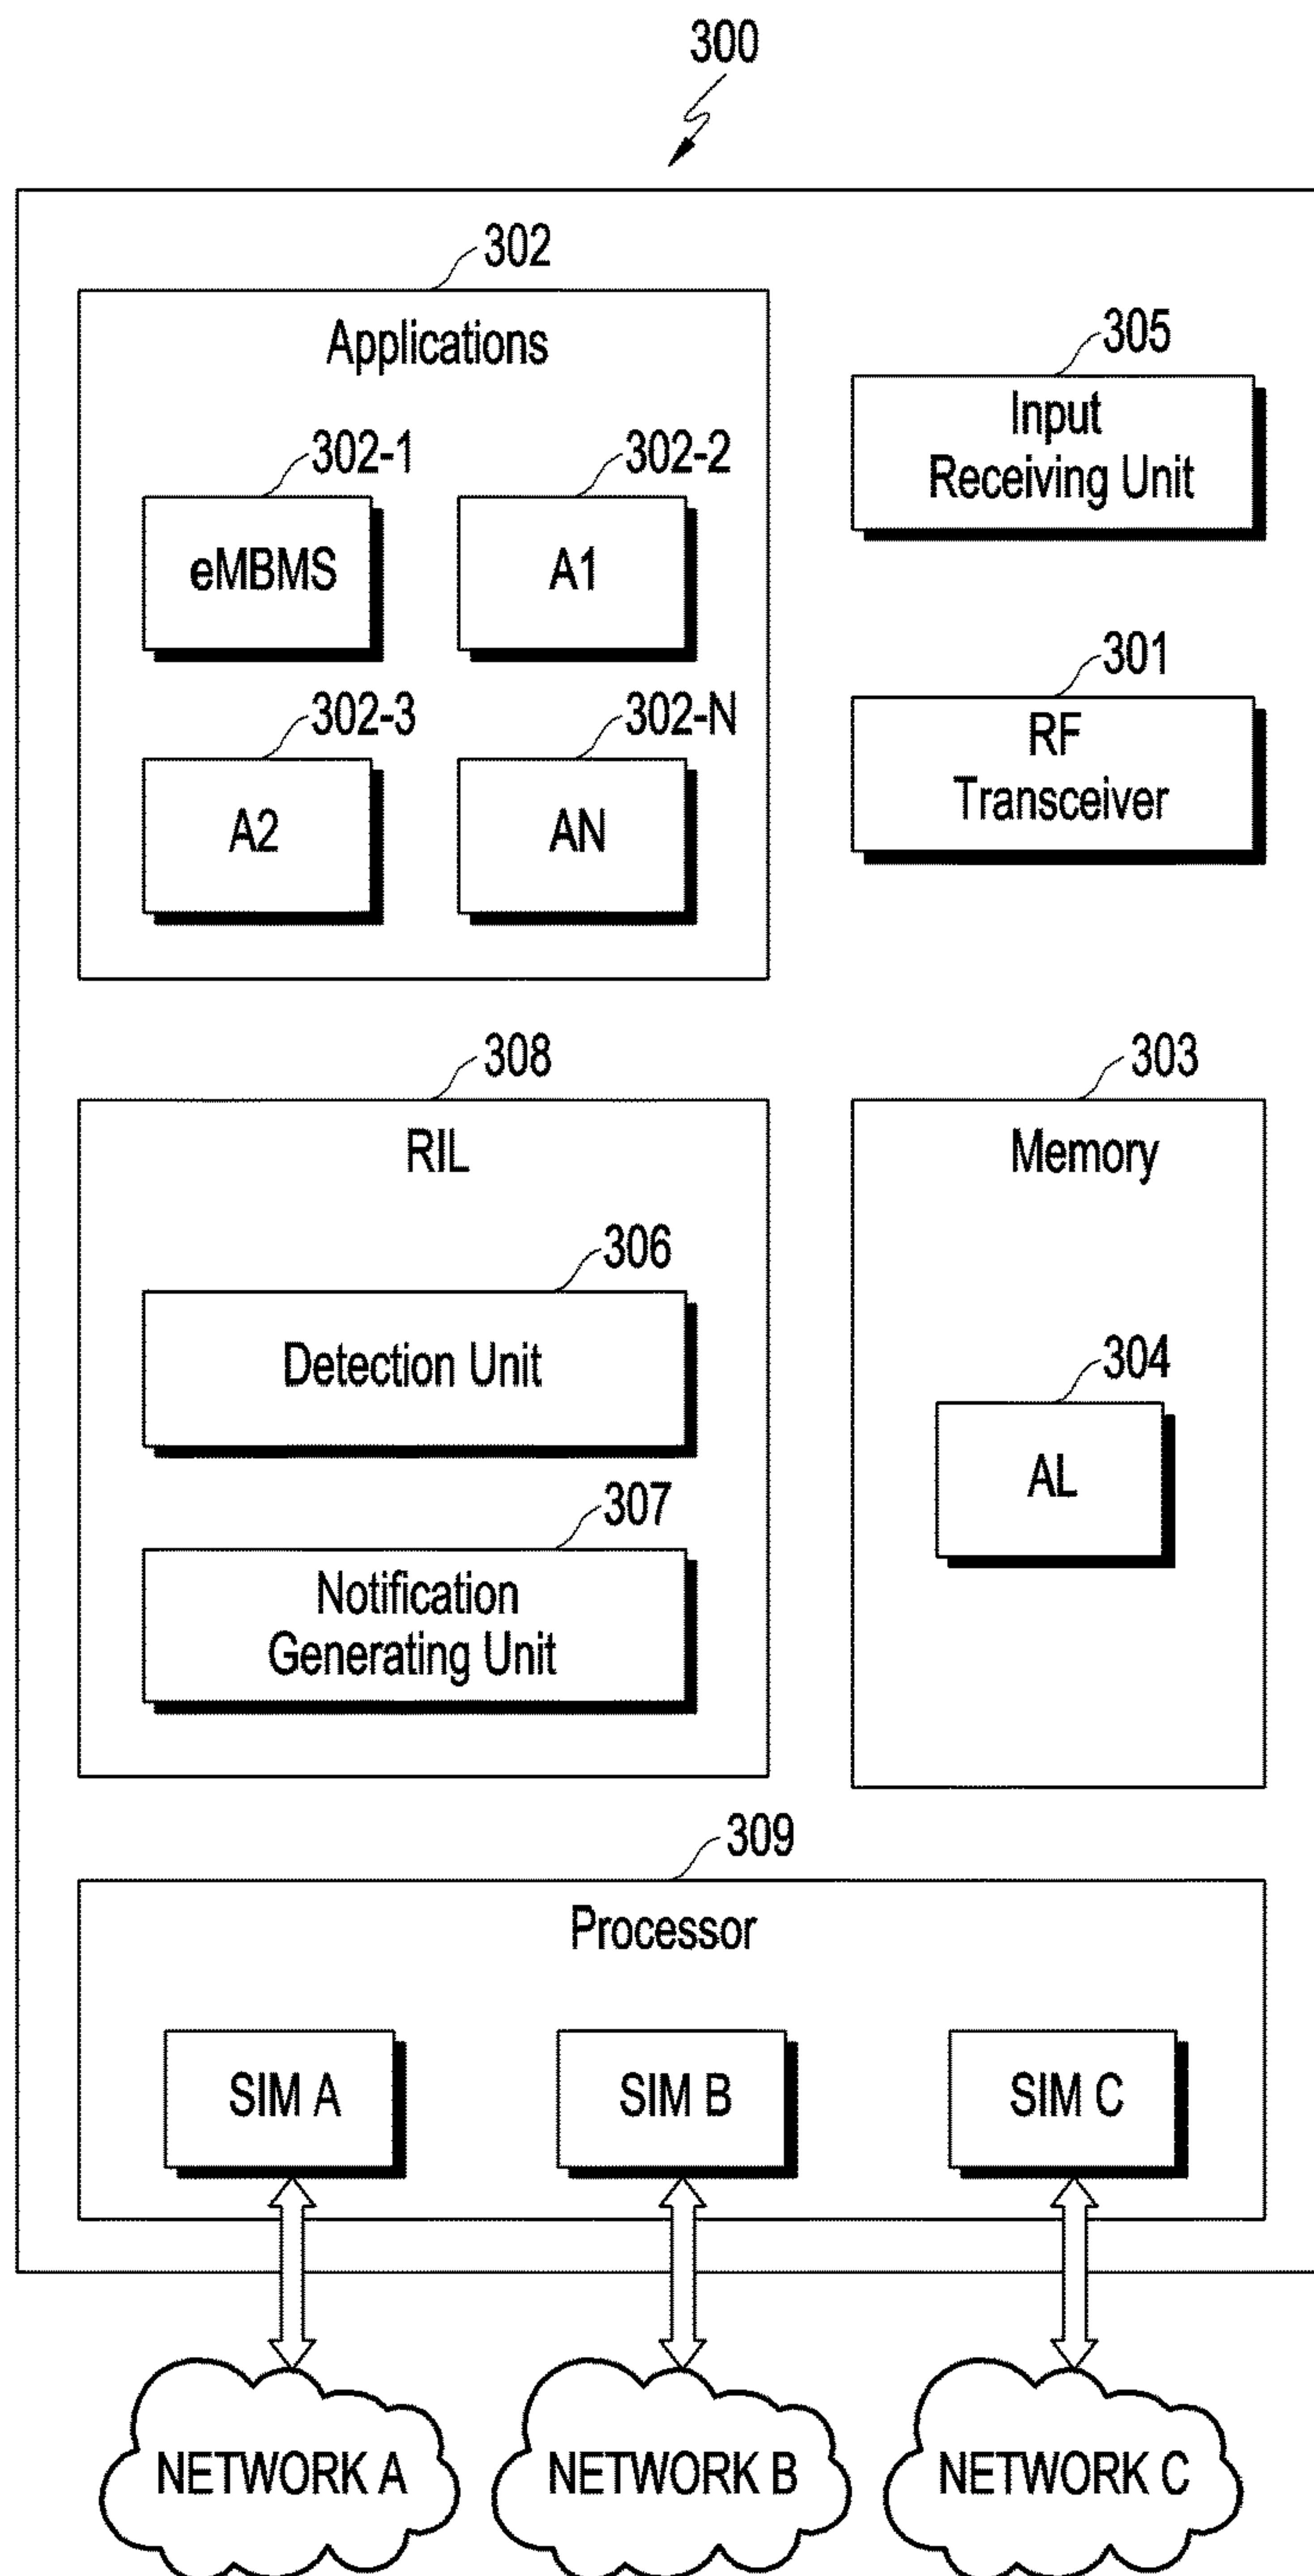 300
302
Applications
305
Input
Receiving Unit
302-1
302-2
eMBMS
A1
301
RF
Transceiver
302-3
302-N
A2
AN
308
RIL
303
Memory
306
Detection Unit
304
AL
307
Notification
Generating Unit
309
Processor
SIM A
SIM B
SIM C
NETWORK A
NETWORK B
NETWORK C